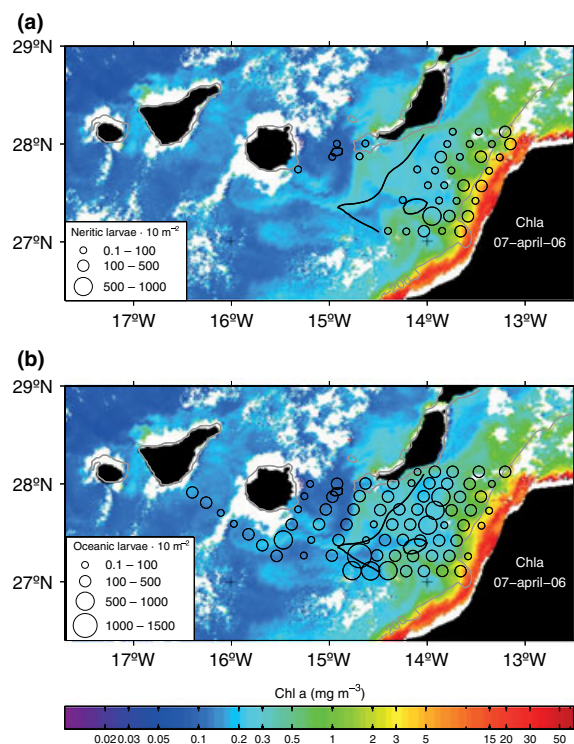 (a)
29ºN
28ºN
27ºN
Neritic larvae · 10 m⁻²
0.1 – 100
100 – 500
500 – 1000
Chla
07–april–06
17ºW 16ºW 15ºW 14ºW 13ºW
(b)
29ºN
28ºN
27ºN
Oceanic larvae · 10 m⁻²
0.1 – 100
100 – 500
500 – 1000
1000 – 1500
Chla
07–april–06
17ºW 16ºW 15ºW 14ºW 13ºW
Chl a (mg m⁻³)
0.02 0.03 0.05 0.1 0.2 0.3 0.5 1 2 3 5 15 20 30 50